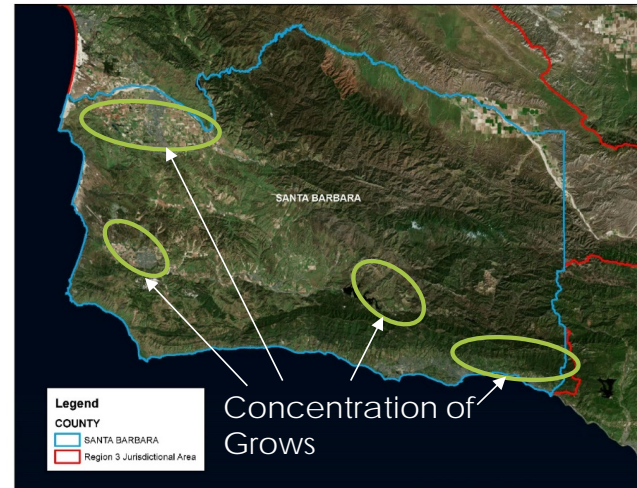 SANTA BARBARA
Concentration of
Grows
Legend
COUNTY
SANTA BARBARA
Region 3 Jurisdictional Area